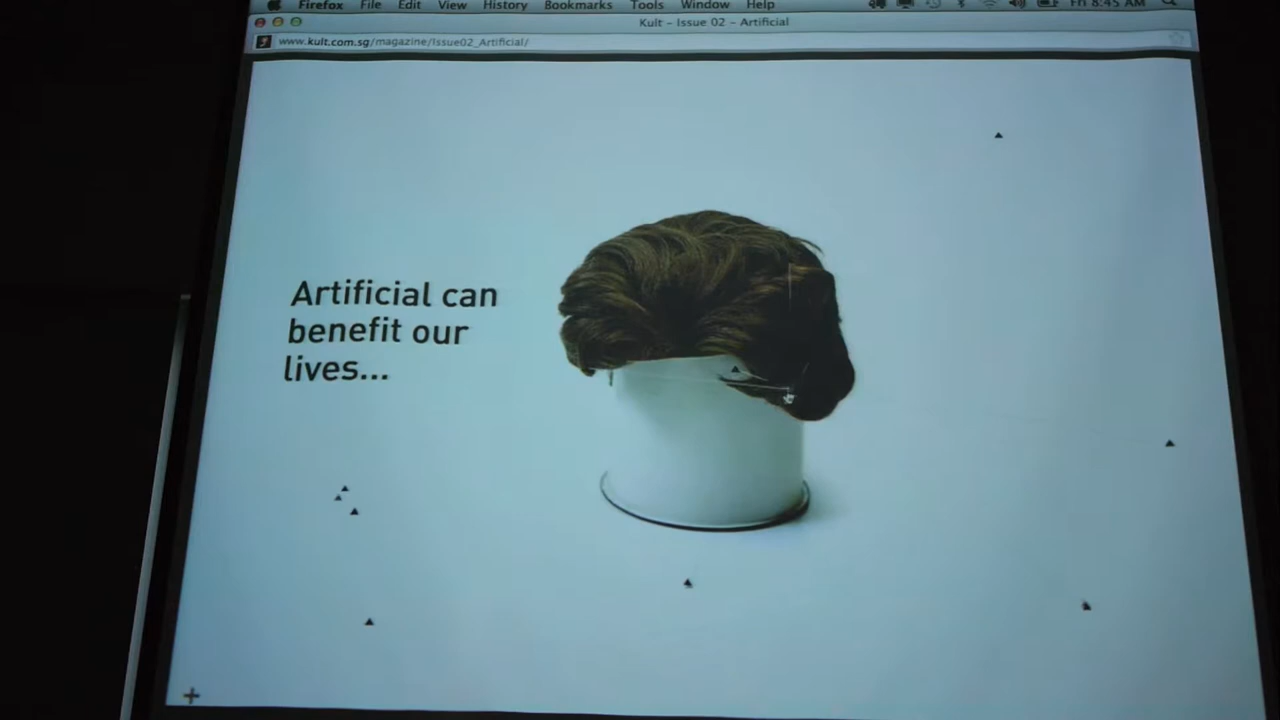 Firefox File Edit View History Bookmarks Tools Window Help Fri 8:45 AM
Kult - Issue 02 - Artificial
www.kult.com.sg/magazine/Issue02_Artificial/
Artificial can
benefit our
lives...